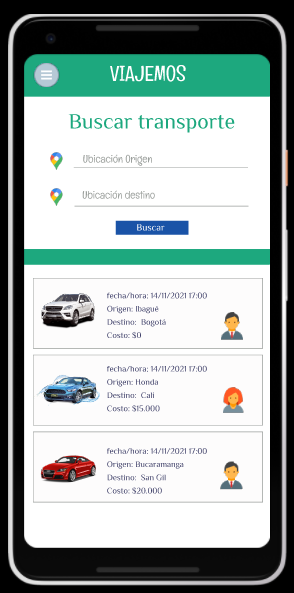 VIAJEMOS
Buscar transporte
Ubicación Origen
Ubicación destino
Buscar
fecha/hora: 14/11/2021 17:00
Origen: Ibagué
Destino: Bogotá
Costo: $0
fecha/hora: 14/11/2021 17:00
Origen: Honda
Destino: Cali
Costo: $15.000
fecha/hora: 14/11/2021 17:00
Origen: Bucaramanga
Destino: San Gil
Costo: $20.000